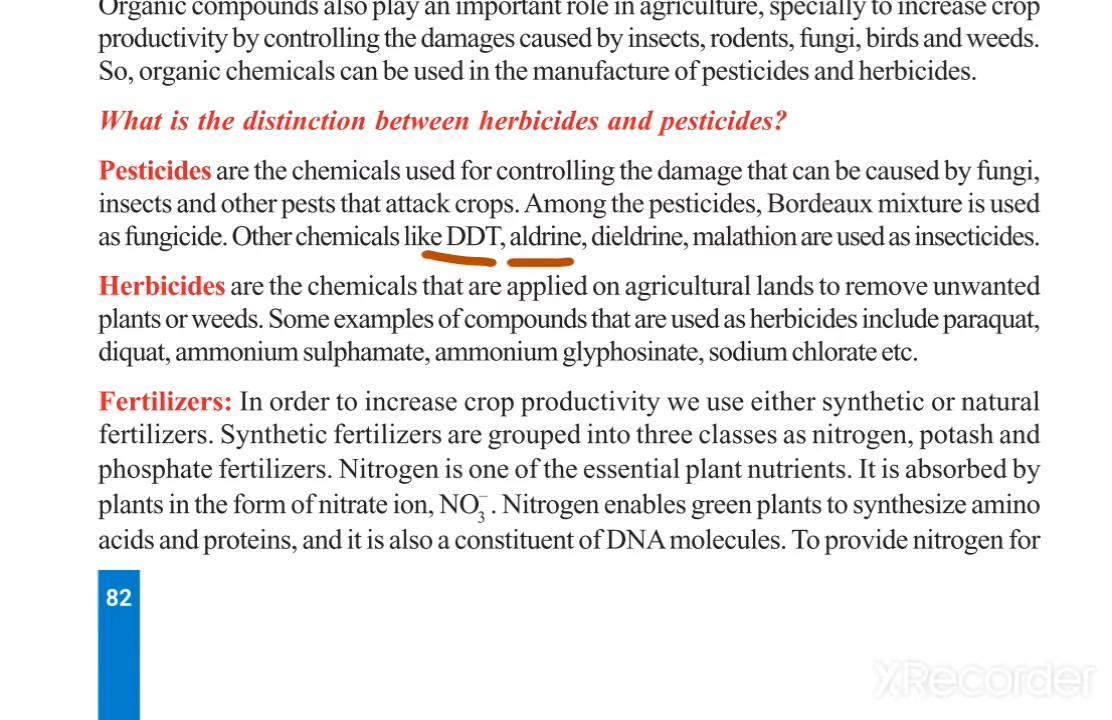 Organic compounds also play an important role in agriculture, specially to increase crop
productivity by controlling the damages caused by insects, rodents, fungi, birds and weeds.
So, organic chemicals can be used in the manufacture of pesticides and herbicides.
What is the distinction between herbicides and pesticides?
Pesticides are the chemicals used for controlling the damage that can be caused by fungi,
insects and other pests that attack crops. Among the pesticides, Bordeaux mixture is used
as fungicide. Other chemicals like DDT, aldrine, dieldrine, malathion are used as insecticides.
Herbicides are the chemicals that are applied on agricultural lands to remove unwanted
plants or weeds. Some examples of compounds that are used as herbicides include paraquat,
diquat, ammonium sulphamate, ammonium glyphosinate, sodium chlorate etc.
Fertilizers: In order to increase crop productivity we use either synthetic or natural
fertilizers. Synthetic fertilizers are grouped into three classes as nitrogen, potash and
phosphate fertilizers. Nitrogen is one of the essential plant nutrients. It is absorbed by
plants in the form of nitrate ion, NO₃⁻. Nitrogen enables green plants to synthesize amino
acids and proteins, and it is also a constituent of DNA molecules. To provide nitrogen for
82
XRecorder